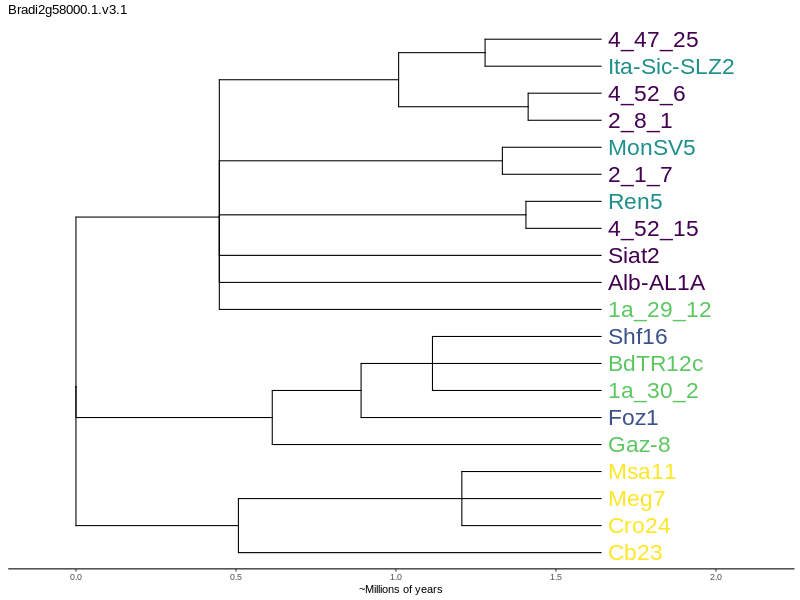 Bradi2g58000.1.v3.1
4_47_25
Ita-Sic-SLZ2
4_52_6
2_8_1
MonSV5
2_1_7
Ren5
4_52_15
Siat2
Alb-AL1A
1a_29_12
Shf16
BdTR12c
1a_30_2
Foz1
Gaz-8
Msa11
Meg7
Cro24
Cb23
0.0 0.5 1.0 1.5 2.0
~Millions of years